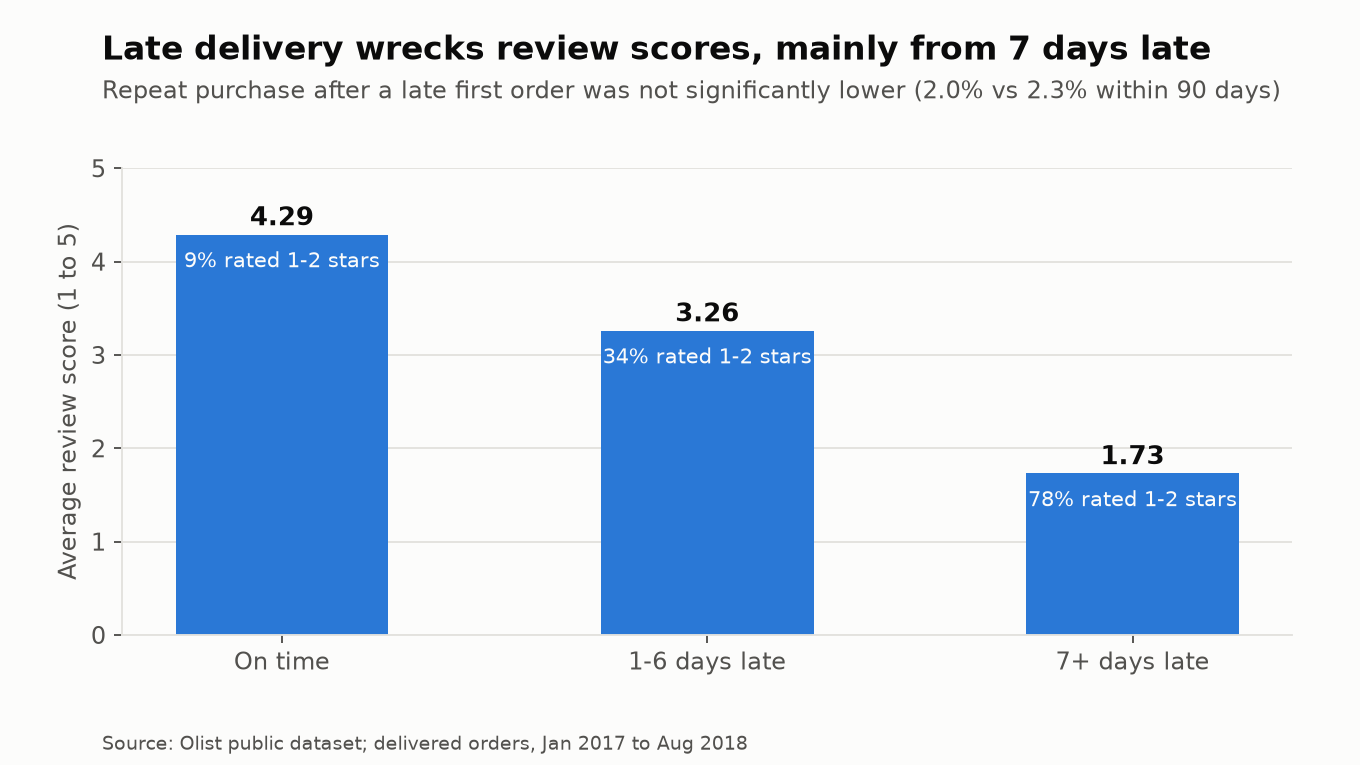 Late delivery wrecks review scores, mainly from 7 days late
Repeat purchase after a late first order was not significantly lower (2.0% vs 2.3% within 90 days)
Average review score (1 to 5)
5
4
3
2
1
0
4.29
9% rated 1-2 stars
3.26
34% rated 1-2 stars
1.73
78% rated 1-2 stars
On time
1-6 days late
7+ days late
Source: Olist public dataset; delivered orders, Jan 2017 to Aug 2018